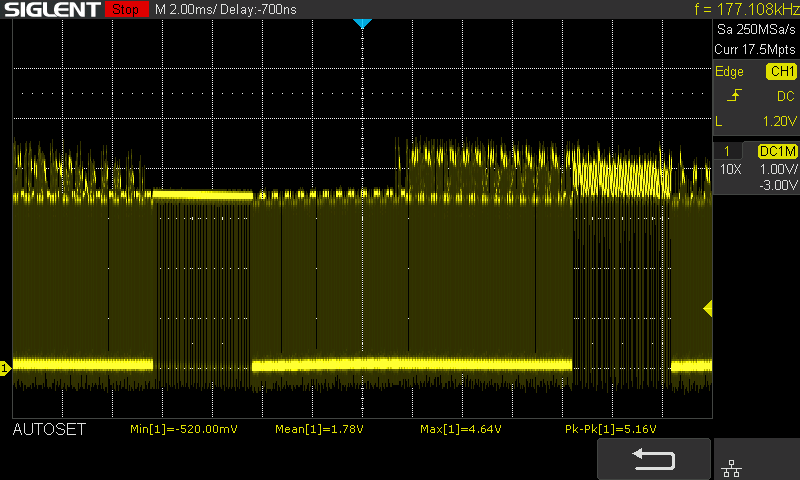 SIGLENT Stop M 2.00ms/ Delay:-700ns f = 177.108kHz
Sa 250MSa/s
Curr 17.5Mpts
Edge CH1
DC
L 1.20V
1 DC1M
10X 1.00V/
-3.00V
1
AUTOSET Min[1]=-520.00mV Mean[1]=1.78V Max[1]=4.64V Pk-Pk[1]=5.16V